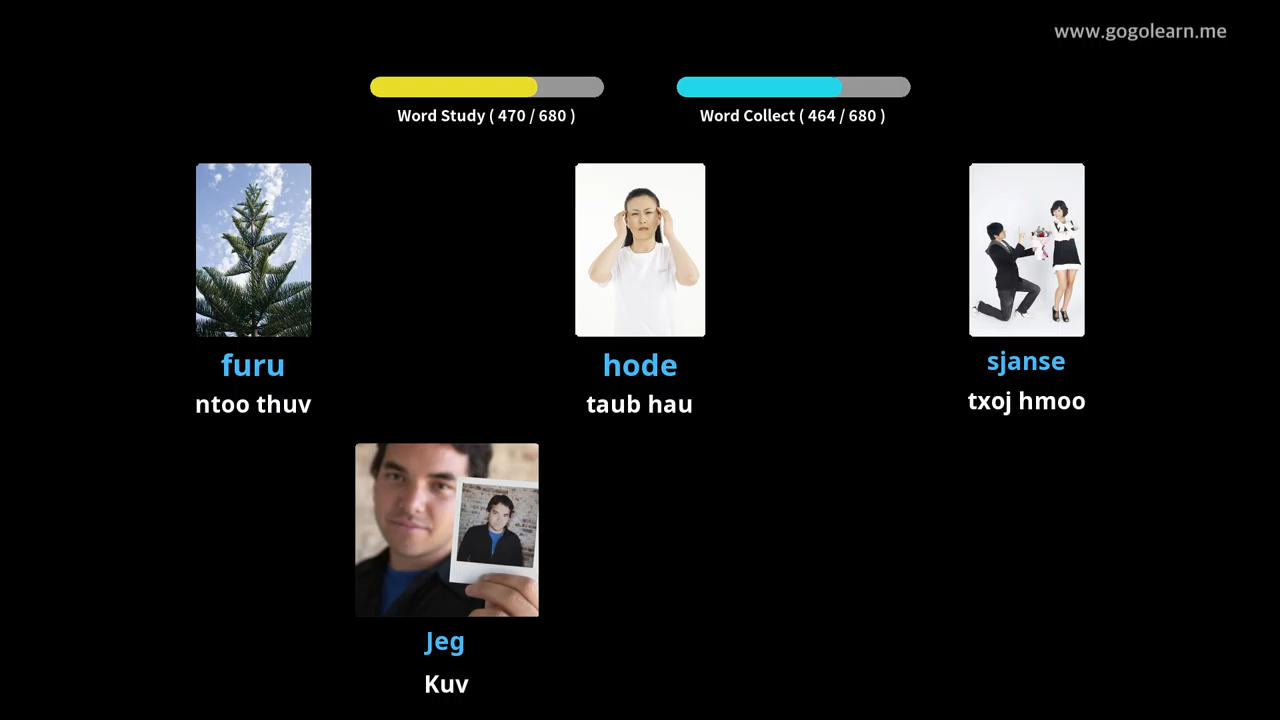 www.gogolearn.me
Word Study ( 470 / 680 )
Word Collect ( 464 / 680 )
furu
hode
sjanse
ntoo thuv
taub hau
txoj hmoo
Jeg
Kuv